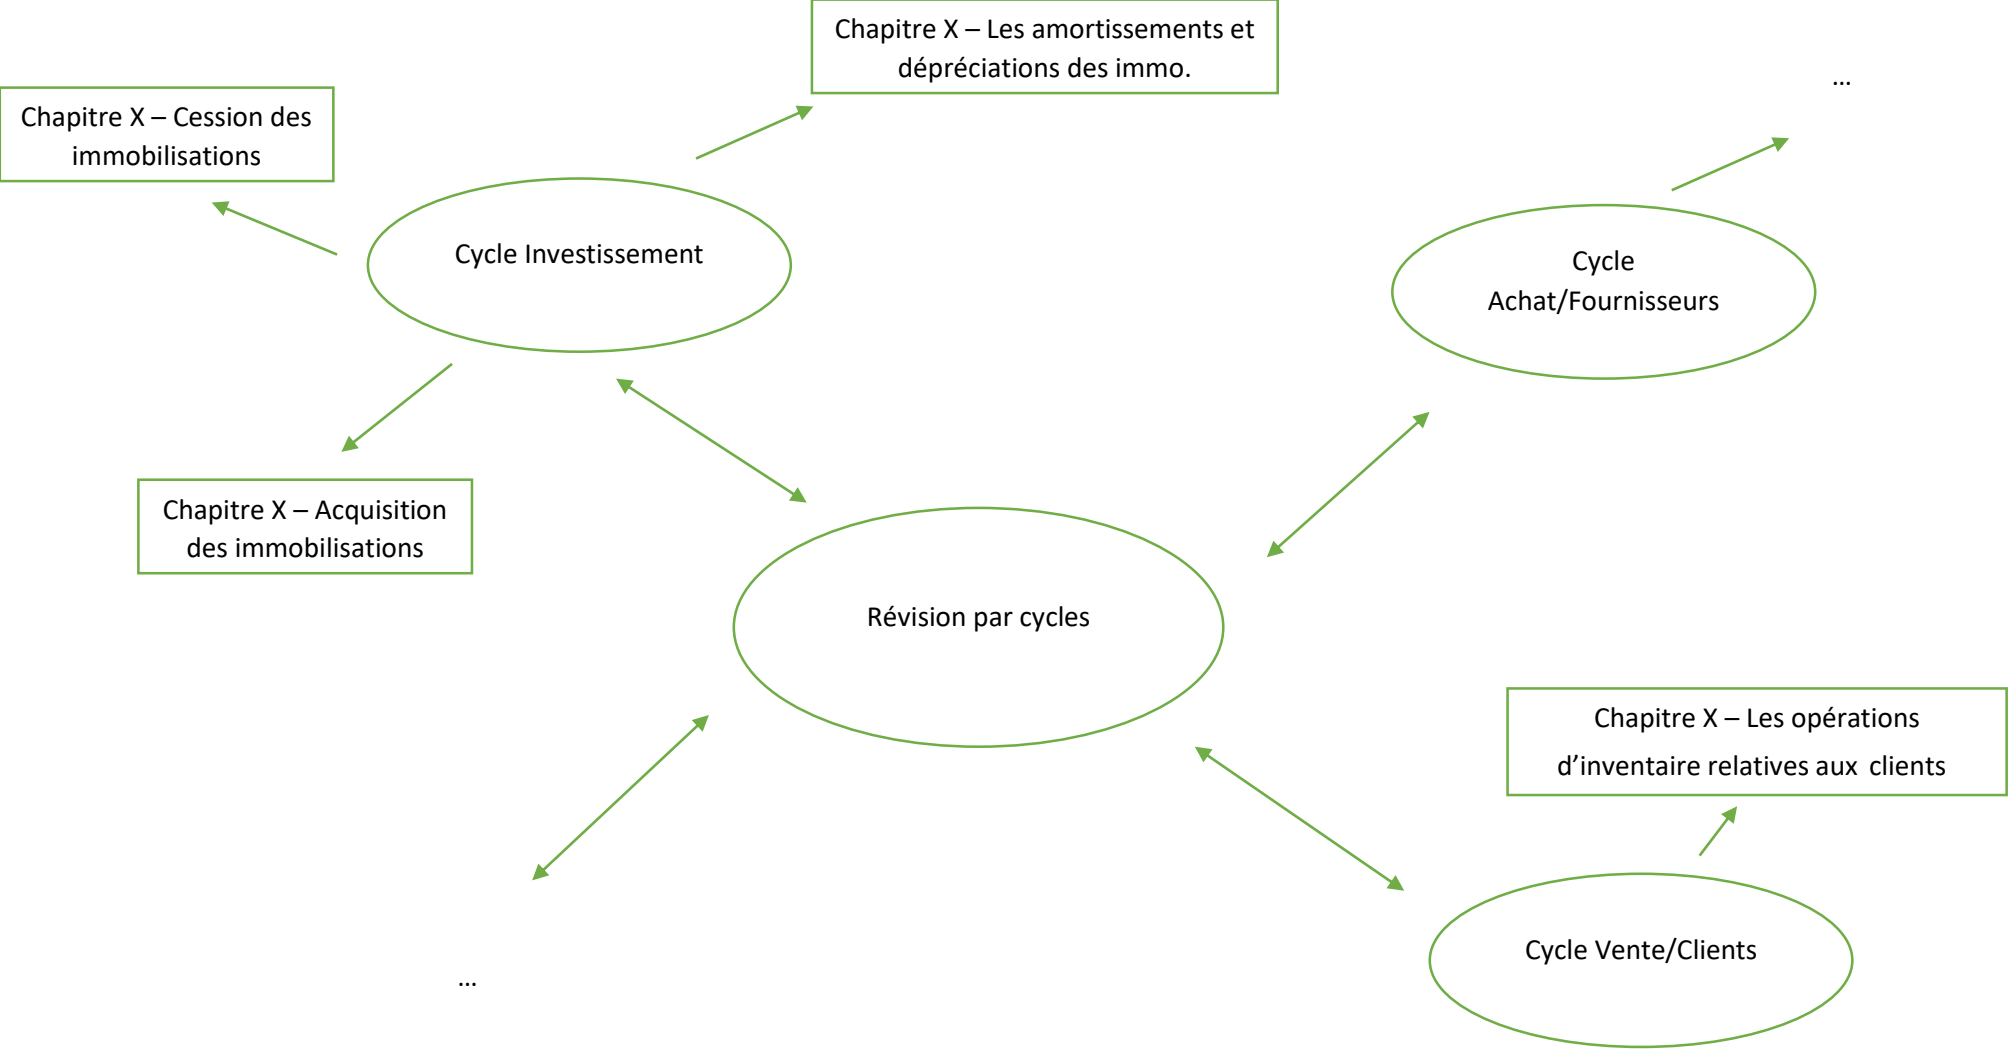 Chapitre X – Les amortissements et
dépréciations des immo.
...
Chapitre X – Cession des
immobilisations
Cycle Investissement
Cycle
Achat/Fournisseurs
Chapitre X – Acquisition
des immobilisations
Révision par cycles
Chapitre X – Les opérations
d’inventaire relatives aux clients
Cycle Vente/Clients
...